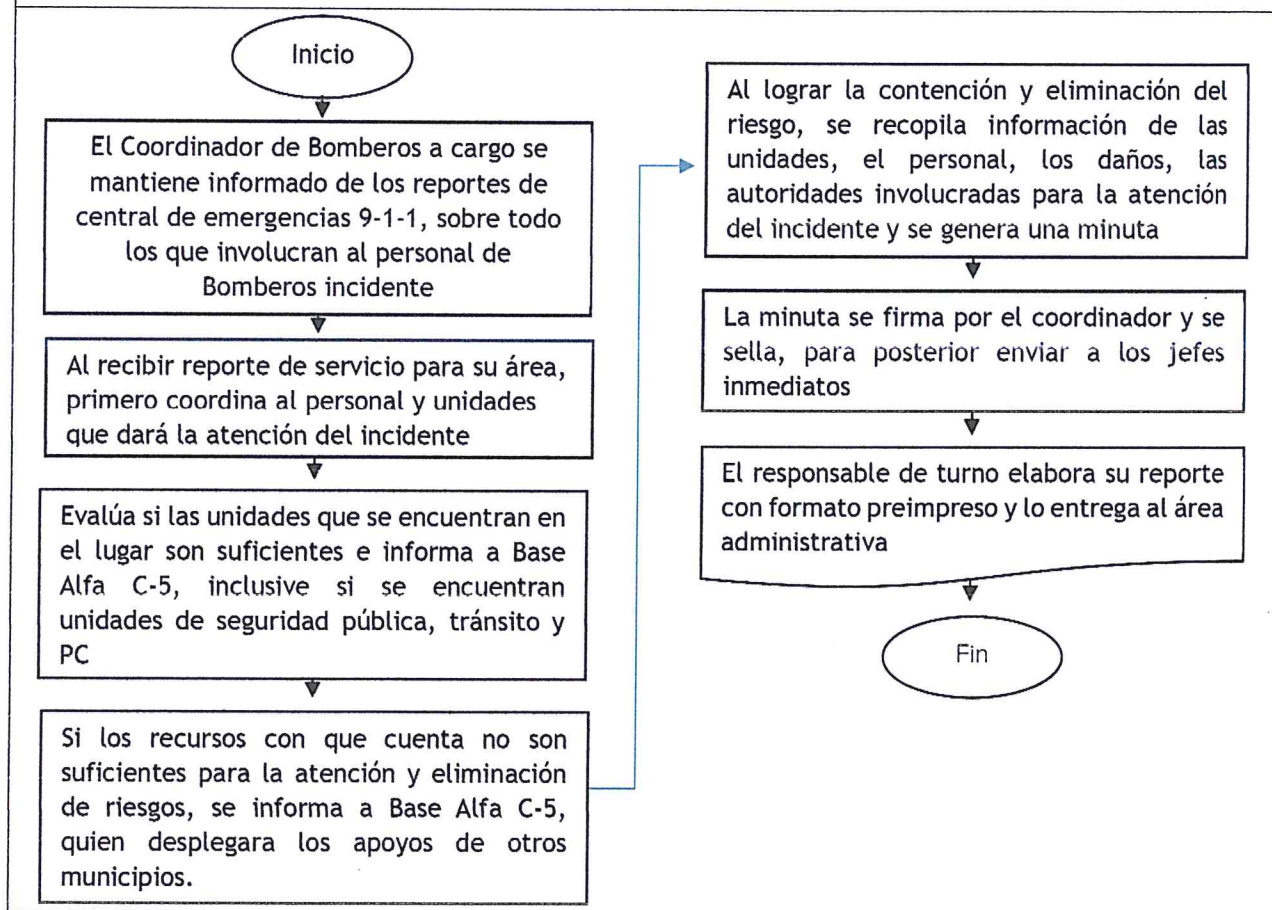 Inicio
El Coordinador de Bomberos a cargo se
mantiene informado de los reportes de
central de emergencias 9-1-1, sobre todo
los que involucran al personal de
Bomberos incidente
Al recibir reporte de servicio para su área,
primero coordina al personal y unidades
que dará la atención del incidente
Evalúa si las unidades que se encuentran en
el lugar son suficientes e informa a Base
Alfa C-5, inclusive si se encuentran
unidades de seguridad pública, tránsito y
PC
Si los recursos con que cuenta no son
suficientes para la atención y eliminación
de riesgos, se informa a Base Alfa C-5,
quien desplegara los apoyos de otros
municipios.
Al lograr la contención y eliminación del
riesgo, se recopila información de las
unidades, el personal, los daños, las
autoridades involucradas para la atención
del incidente y se genera una minuta
La minuta se firma por el coordinador y se
sella, para posterior enviar a los jefes
inmediatos
El responsable de turno elabora su reporte
con formato preimpreso y lo entrega al área
administrativa
Fin